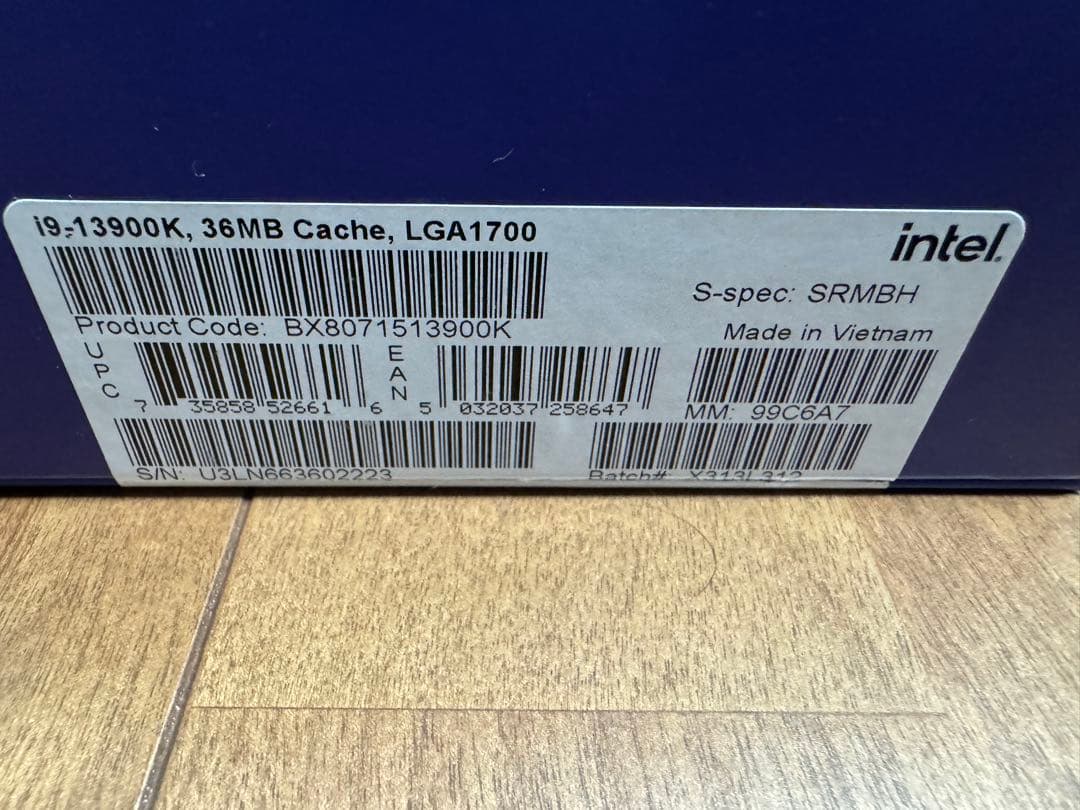 i9-13900K, 36MB Cache, LGA1700
intel.
S-spec: SRMBH
Product Code: BX8071513900K
Made in Vietnam
UPC
7 35858 52661 6
EAN
5 032037 258647
MM: 99C6A7
S/N: U3LN663602223
Batch# X313L312